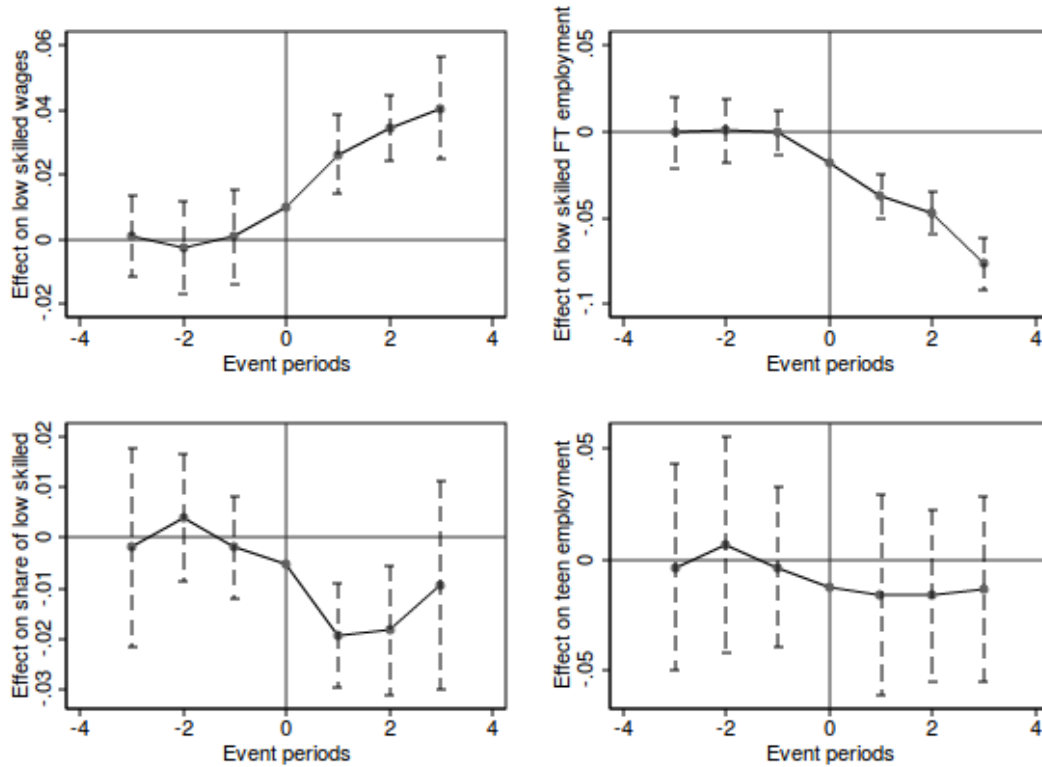 Effect on low skilled wages
.06
.04
.02
0
-.02
-4 -2 0 2 4
Event periods
Effect on low skilled FT employment
.05
0
-.05
-.1
-4 -2 0 2 4
Event periods
Effect on share of low skilled
.02
.01
0
-.01
-.02
-.03
-4 -2 0 2 4
Event periods
Effect on teen employment
.05
0
-.05
-4 -2 0 2 4
Event periods